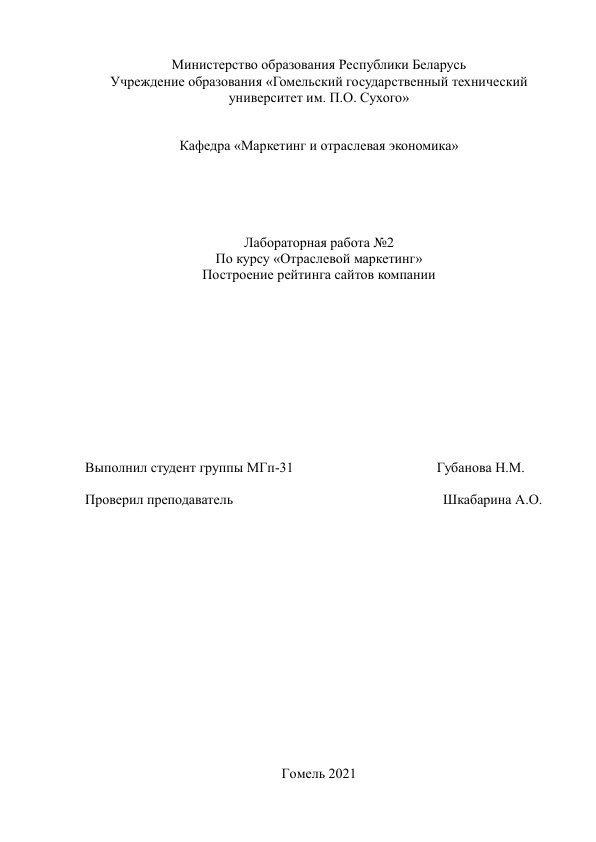 Министерство образования Республики Беларусь
Учреждение образования «Гомельский государственный технический
университет им. П.О. Сухого»
Кафедра «Маркетинг и отраслевая экономика»
Лабораторная работа №2
По курсу «Отраслевой маркетинг»
Построение рейтинга сайтов компании
Выполнил студент группы МГп-31 Губанова Н.М.
Проверил преподаватель Шкабарина А.О.
Гомель 2021